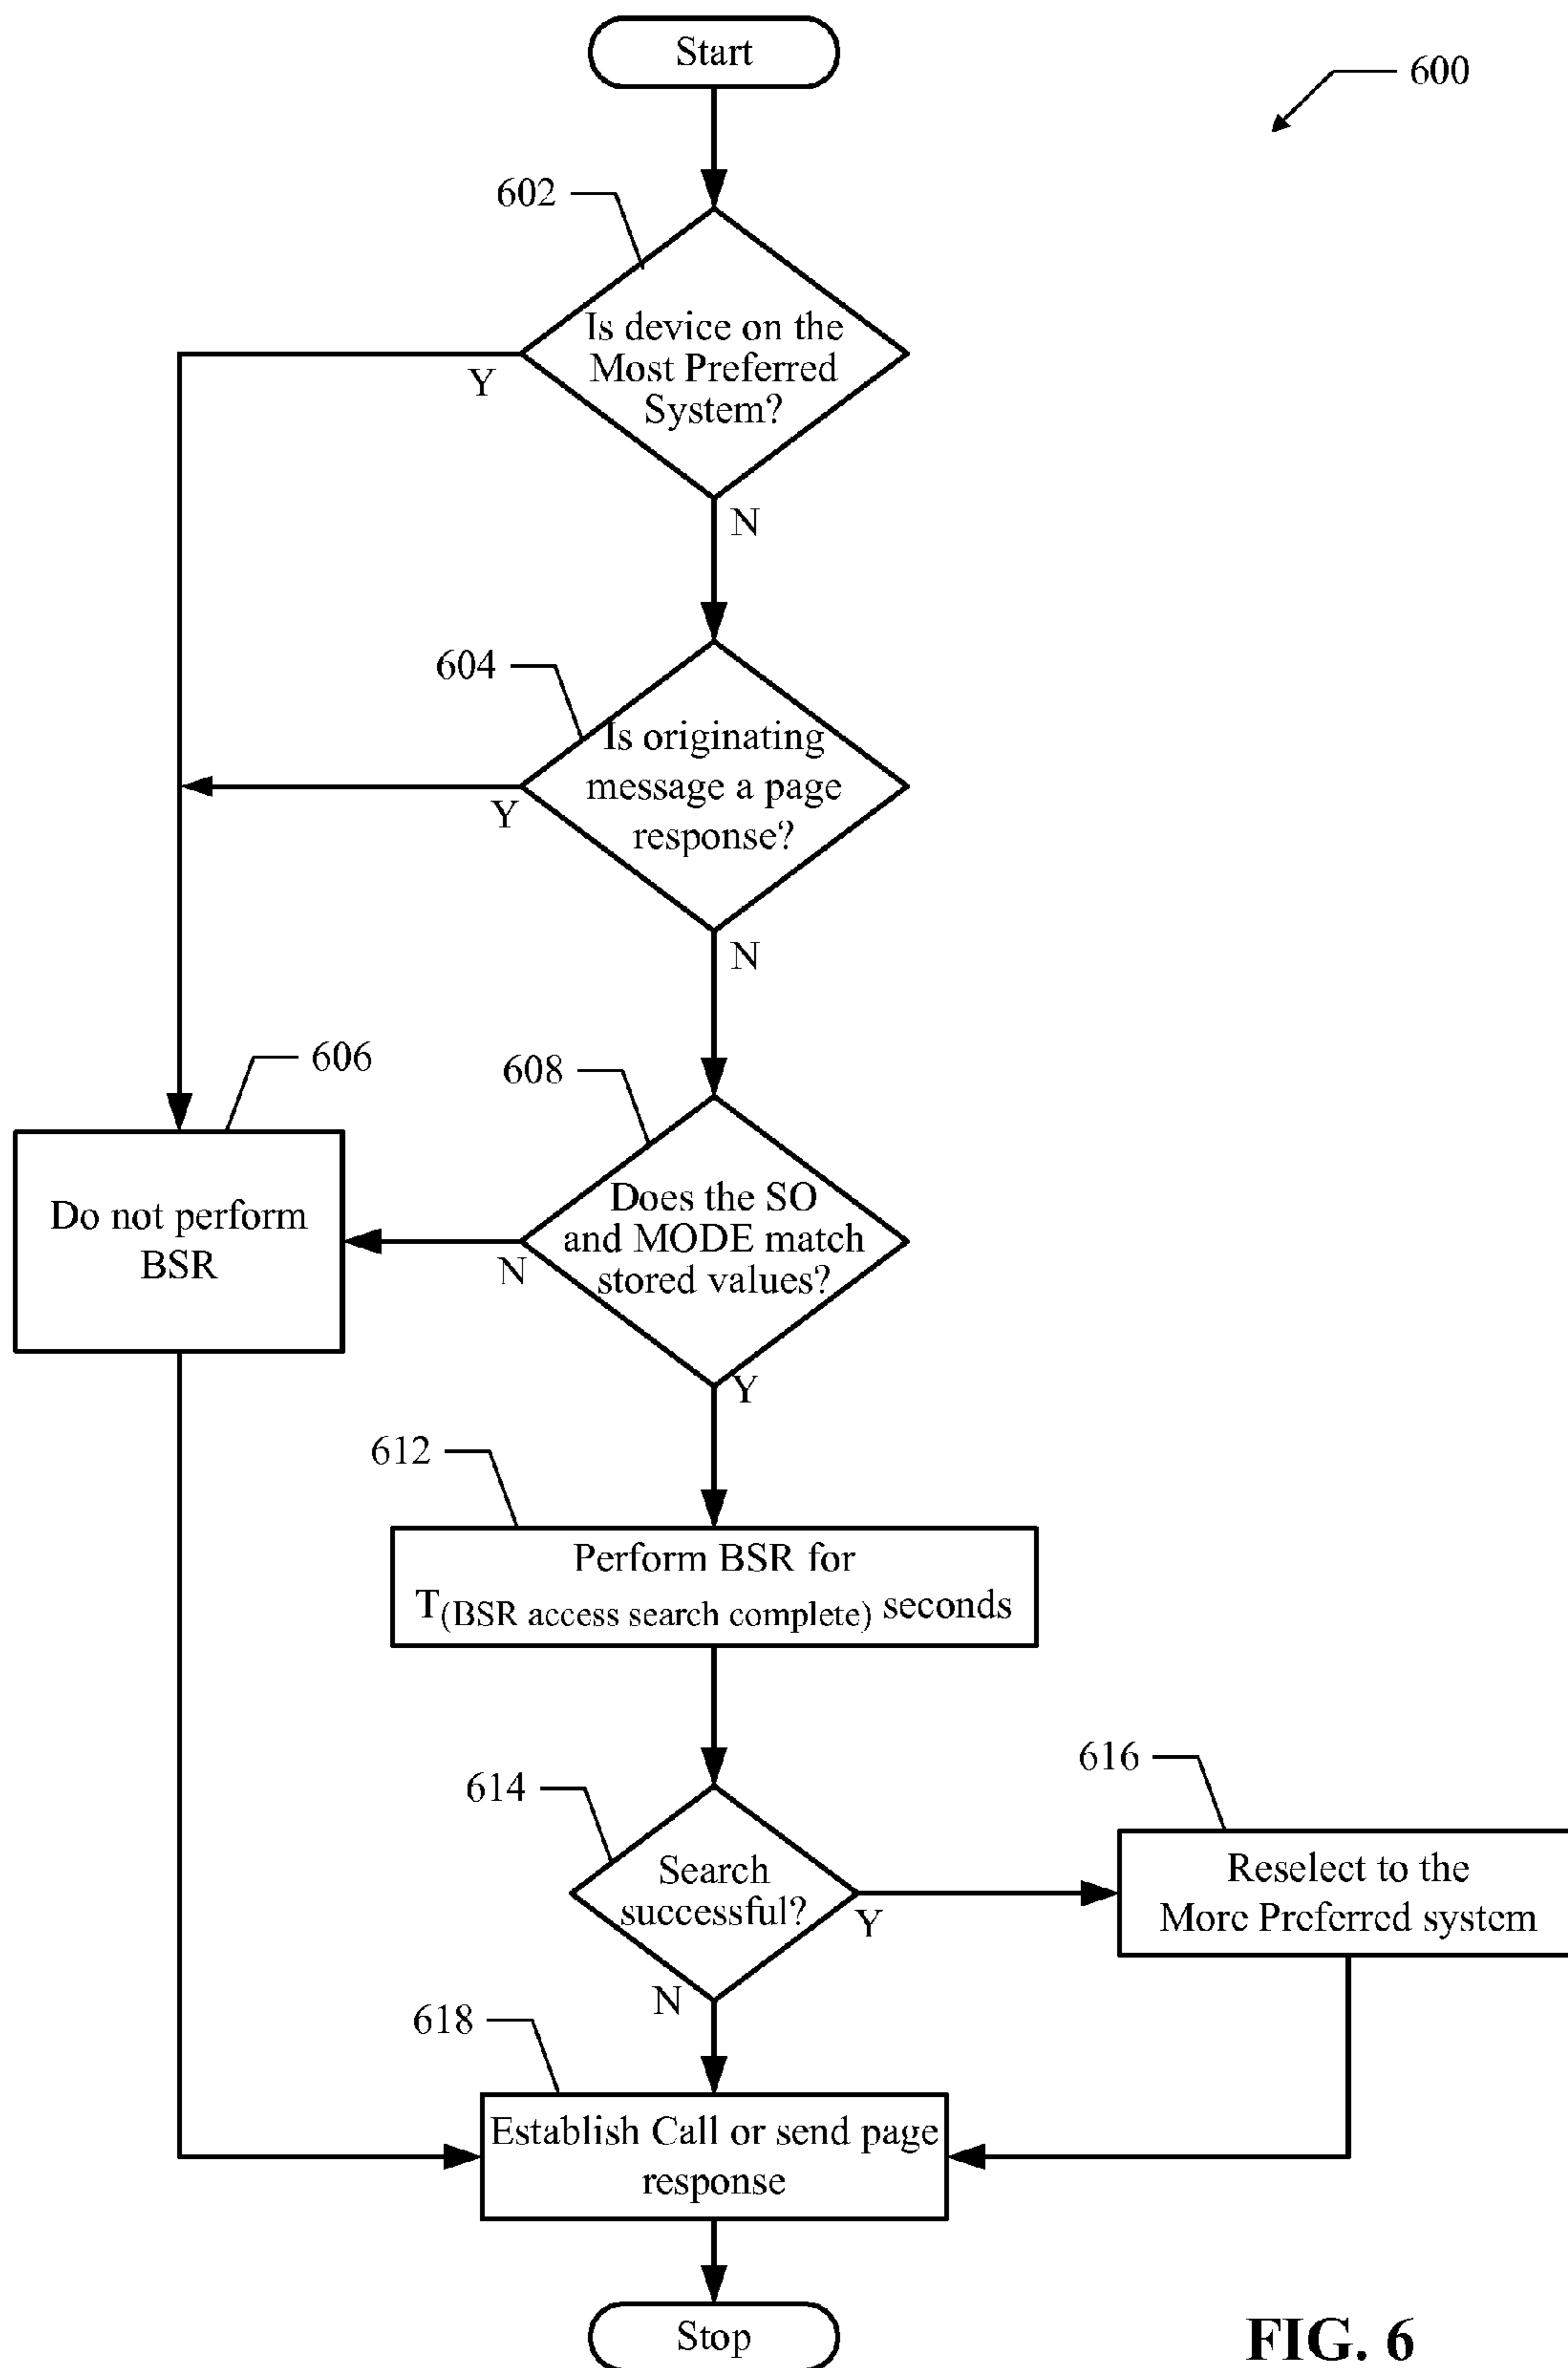 Start
600
602
Is device on the
Most Preferred
System?
Y
N
604
Is originating
message a page
response?
Y
N
606
608
Do not perform
BSR
Does the SO
and MODE match
stored values?
N
Y
612
Perform BSR for
T(BSR access search complete) seconds
614
Search
successful?
Y
N
616
Reselect to the
More Preferred system
618
Establish Call or send page
response
Stop
FIG. 6